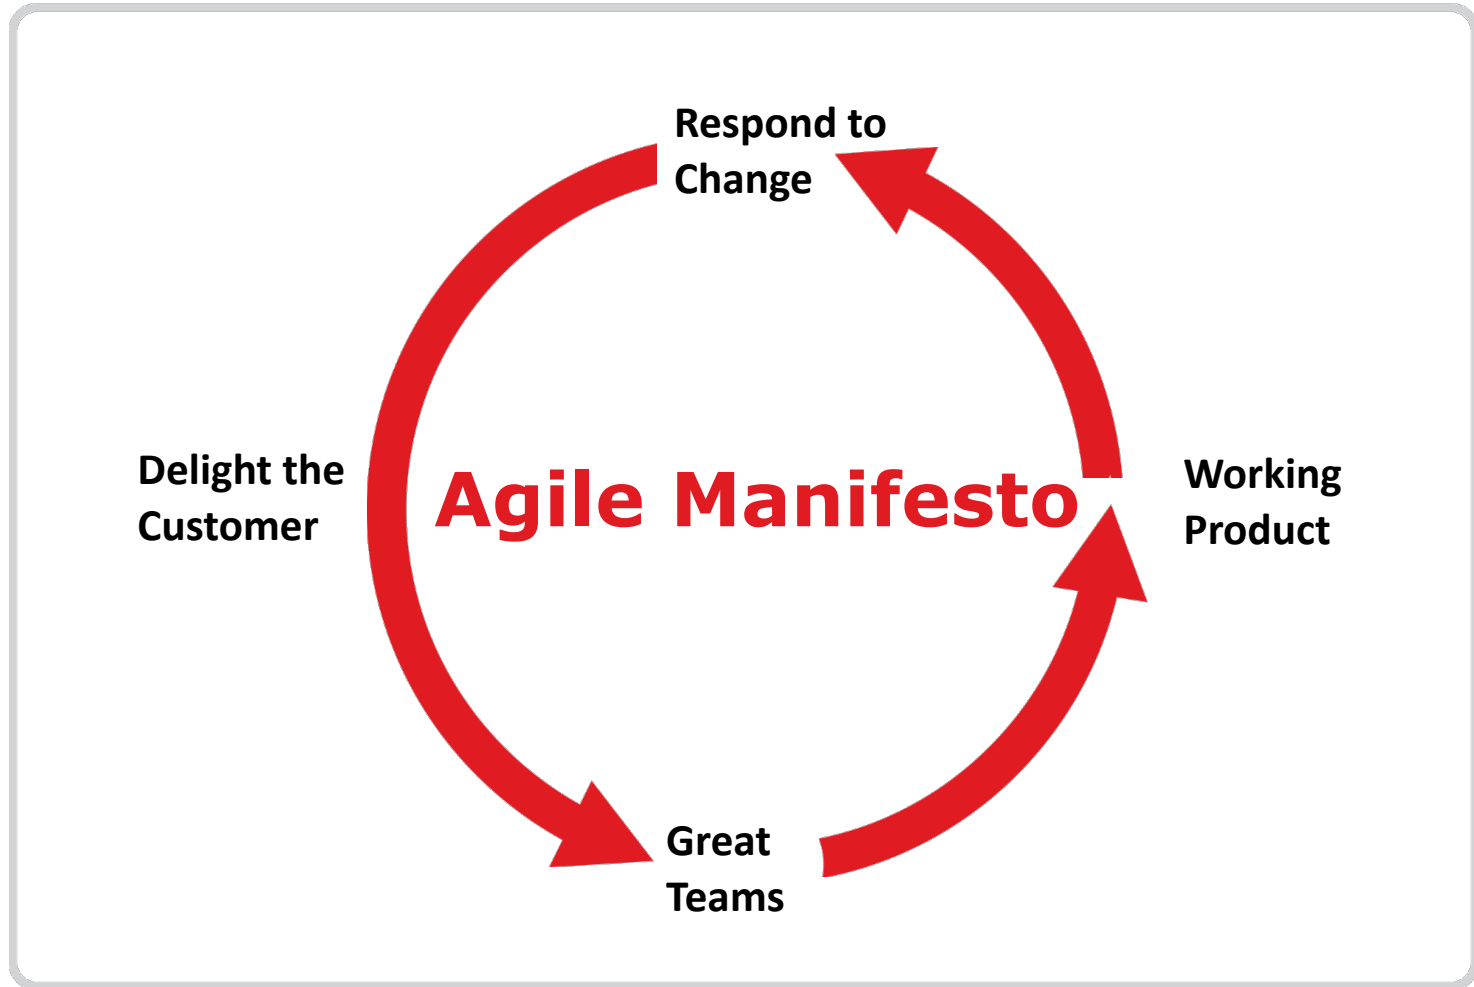 Respond to
Change
Delight the
Customer
Agile Manifesto
Working
Product
Great
Teams